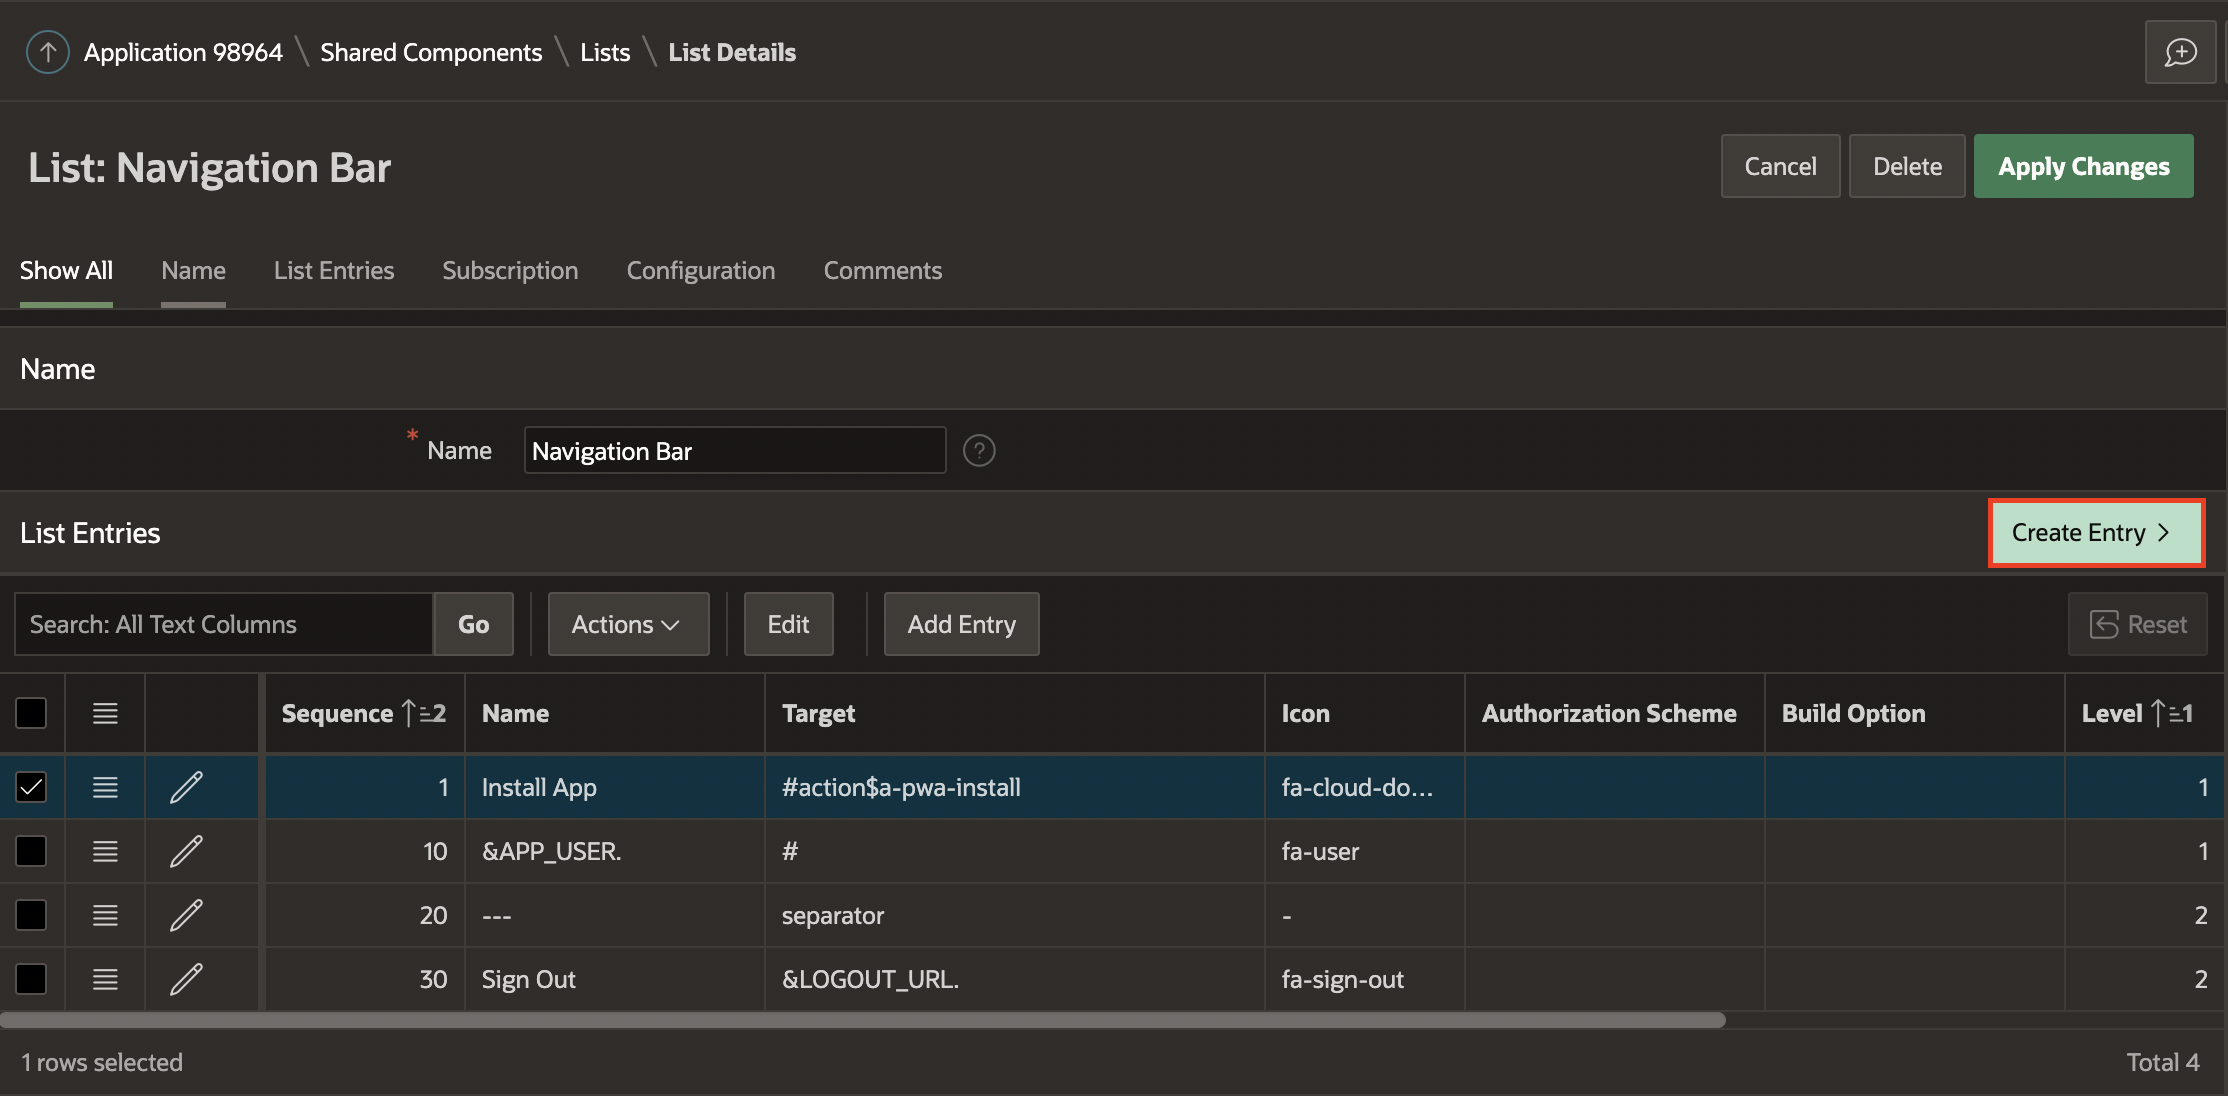 Application 98964 \ Shared Components \ Lists \ List Details
List: Navigation Bar
Cancel
Delete
Apply Changes
Show All
Name
List Entries
Subscription
Configuration
Comments
Name
* Name
Navigation Bar
?
List Entries
Create Entry >
Search: All Text Columns
Go
Actions
Edit
Add Entry
Reset
Sequence 2 Name Target Icon Authorization Scheme Build Option Level 1
1 Install App #action$a-pwa-install fa-cloud-do... 1
10 &APP_USER. # fa-user 1
20 --- separator - 2
30 Sign Out &LOGOUT_URL. fa-sign-out 2
1 rows selected
Total 4